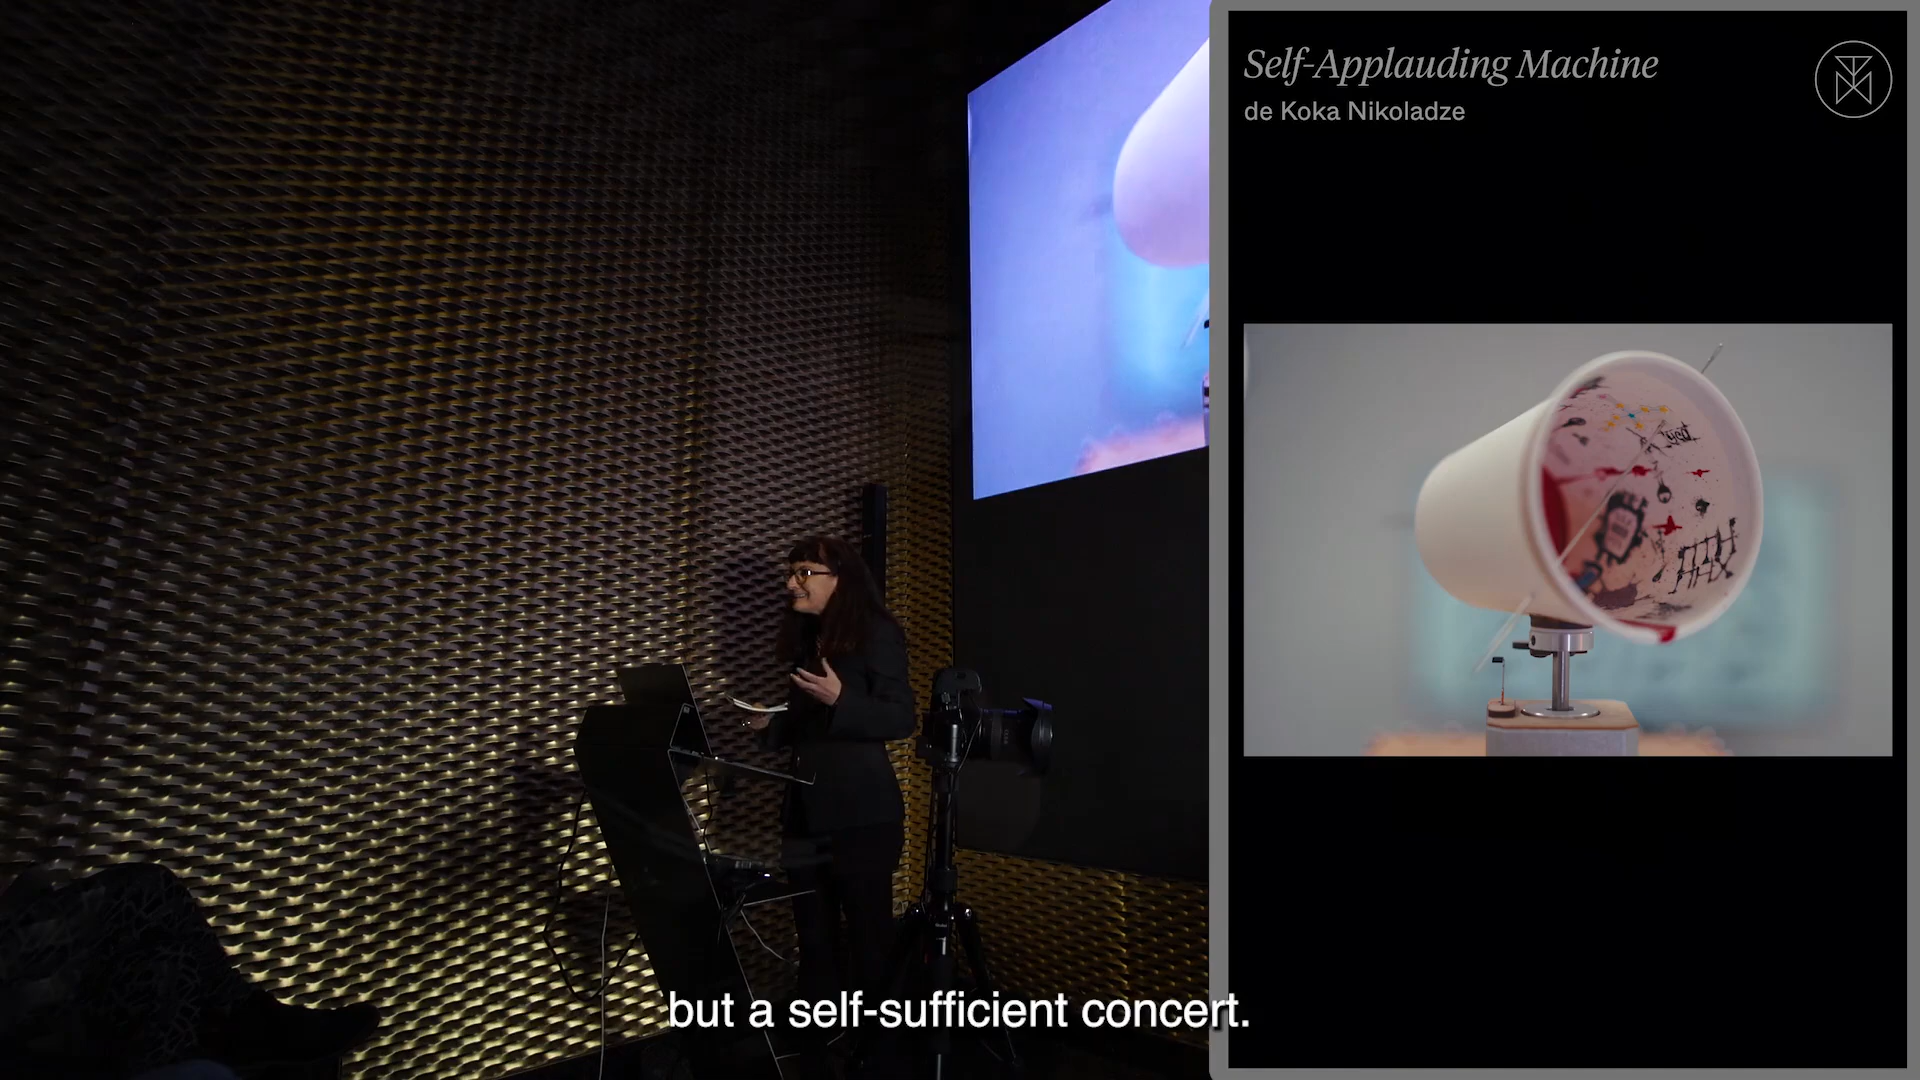 Self-Applauding Machine
de Koka Nikoladze
but a self-sufficient concert.